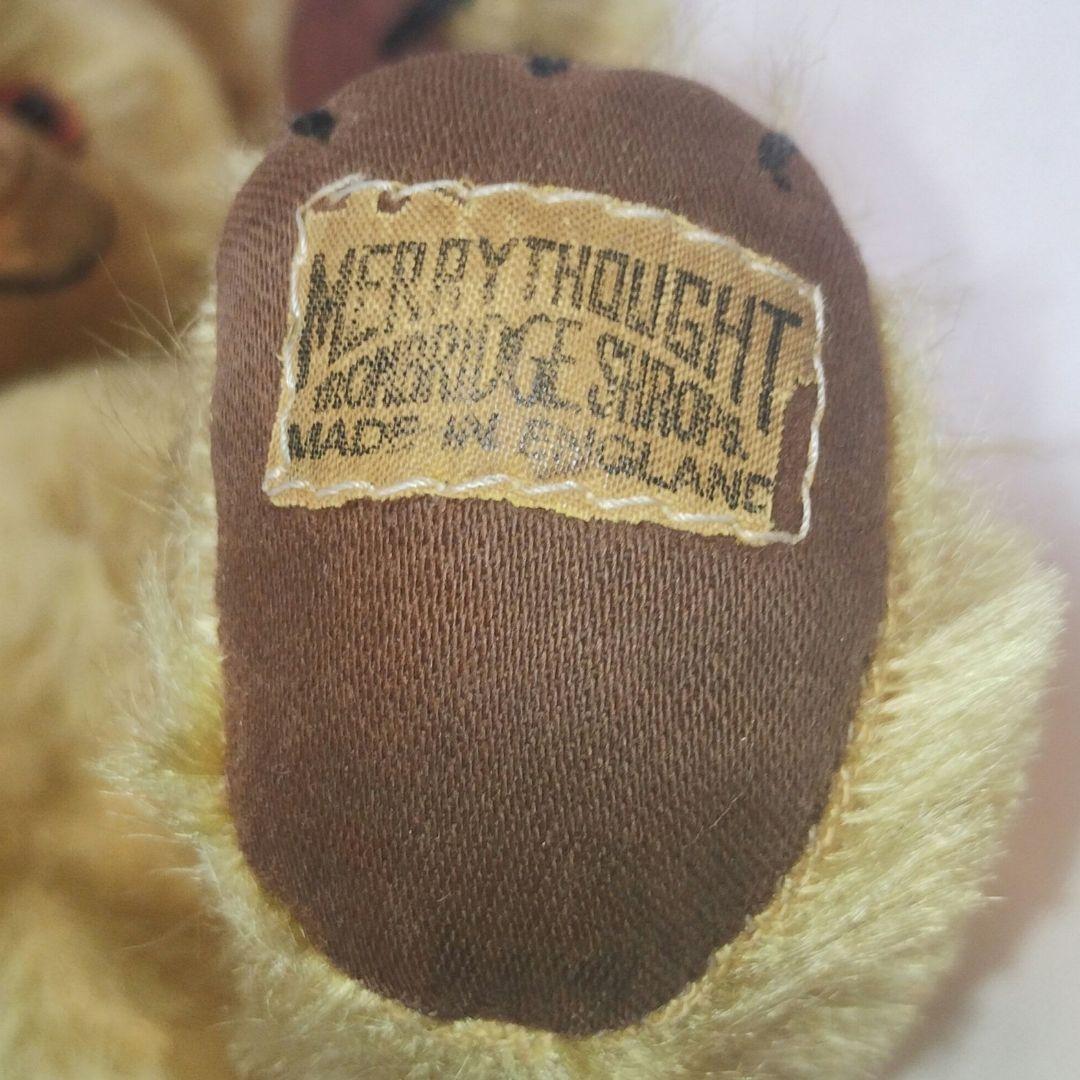 MERRYTHOUGHT
IRONBRIDGE SHROPS.
MADE IN ENGLAND